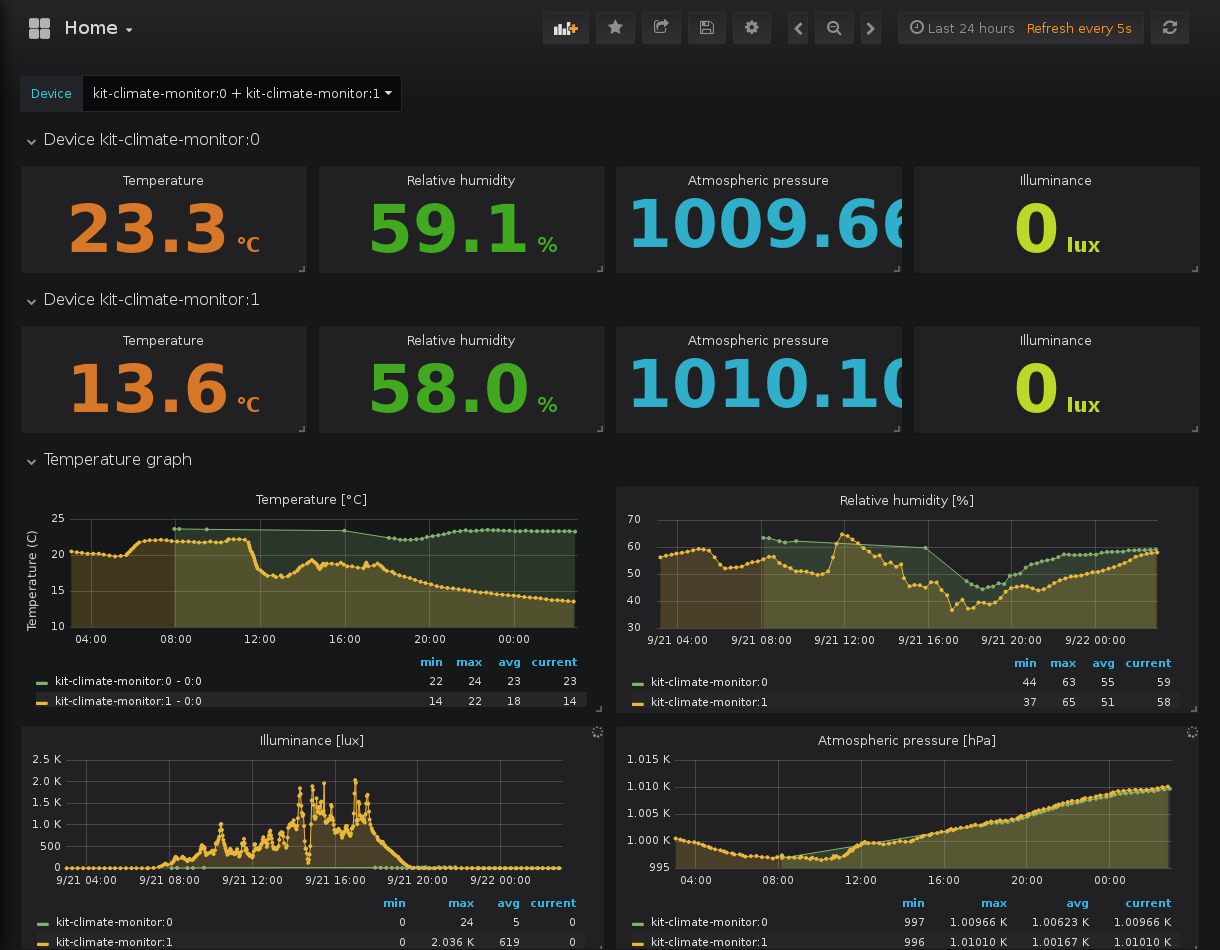 Home
Last 24 hours Refresh every 5s
Device kit-climate-monitor:0 + kit-climate-monitor:1
Device kit-climate-monitor:0
Temperature Relative humidity Atmospheric pressure Illuminance
23.3 °C 59.1 % 1009.66 0 lux
Device kit-climate-monitor:1
Temperature Relative humidity Atmospheric pressure Illuminance
13.6 °C 58.0 % 1010.10 0 lux
Temperature graph
Temperature [°C]
Temperature (C)
25
20
15
10
04:00 08:00 12:00 16:00 20:00 00:00
min max avg current
kit-climate-monitor:0 - 0:0 22 24 23 23
kit-climate-monitor:1 - 0:0 14 22 18 14
Relative humidity [%]
70
60
50
40
30
9/21 04:00 9/21 08:00 9/21 12:00 9/21 16:00 9/21 20:00 9/22 00:00
min max avg current
kit-climate-monitor:0 44 63 55 59
kit-climate-monitor:1 37 65 51 58
Illuminance [lux]
2.5 K
2.0 K
1.5 K
1.0 K
500
0
9/21 04:00 9/21 08:00 9/21 12:00 9/21 16:00 9/21 20:00 9/22 00:00
min max avg current
kit-climate-monitor:0 0 24 5 0
kit-climate-monitor:1 0 2.036 K 619 0
Atmospheric pressure [hPa]
1.015 K
1.010 K
1.005 K
1.000 K
995
04:00 08:00 12:00 16:00 20:00 00:00
min max avg current
kit-climate-monitor:0 997 1.00966 K 1.00623 K 1.00966 K
kit-climate-monitor:1 996 1.01010 K 1.00167 K 1.01010 K